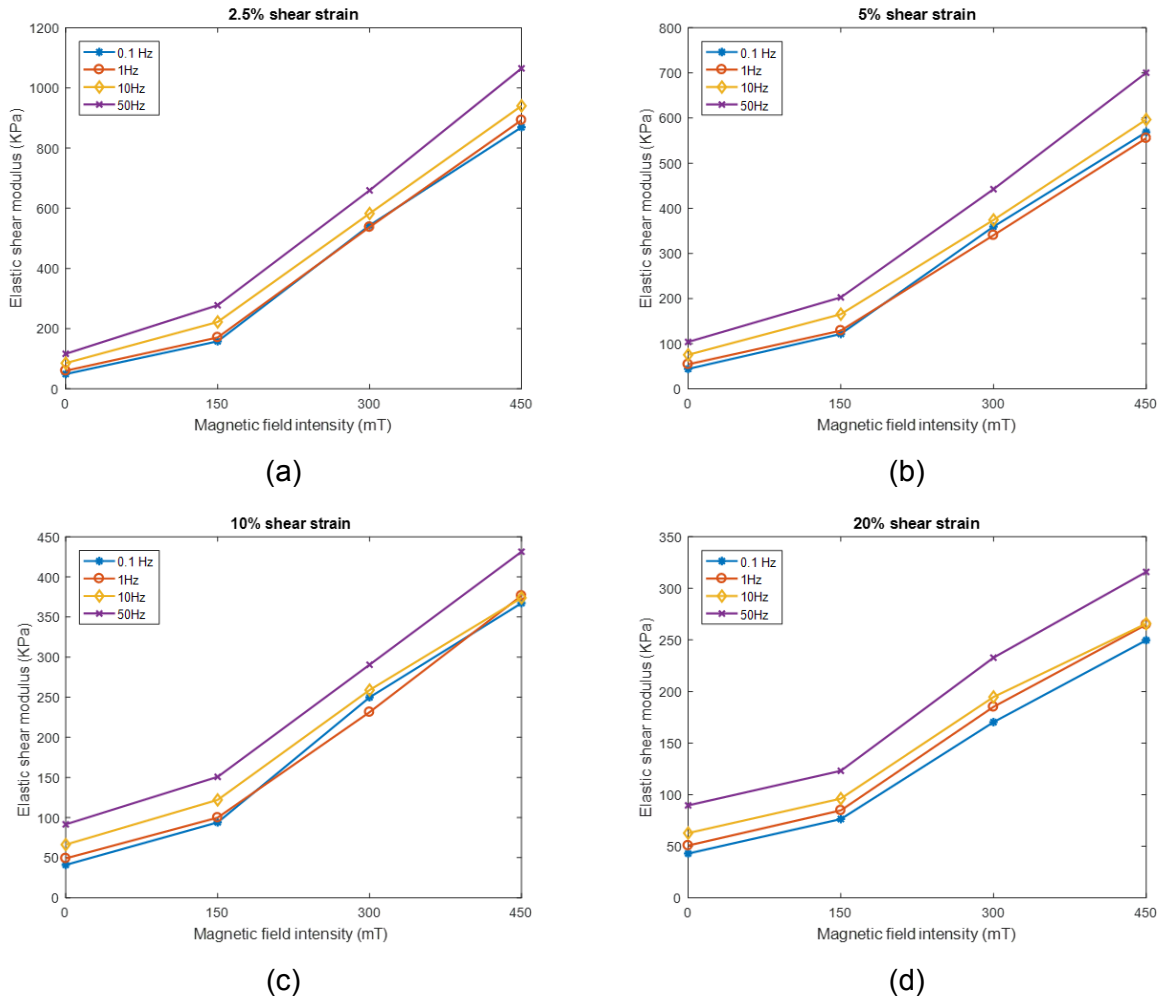 2.5% shear strain
1200
1000
800
600
400
200
0
0 150 300 450
Elastic shear modulus (KPa)
Magnetic field intensity (mT)
0.1 Hz
1Hz
10Hz
50Hz
(a)
5% shear strain
800
700
600
500
400
300
200
100
0
0 150 300 450
Elastic shear modulus (KPa)
Magnetic field intensity (mT)
0.1 Hz
1Hz
10Hz
50Hz
(b)
10% shear strain
450
400
350
300
250
200
150
100
50
0
0 150 300 450
Elastic shear modulus (KPa)
Magnetic field intensity (mT)
0.1 Hz
1Hz
10Hz
50Hz
(c)
20% shear strain
350
300
250
200
150
100
50
0
0 150 300 450
Elastic shear modulus (KPa)
Magnetic field intensity (mT)
0.1 Hz
1Hz
10Hz
50Hz
(d)